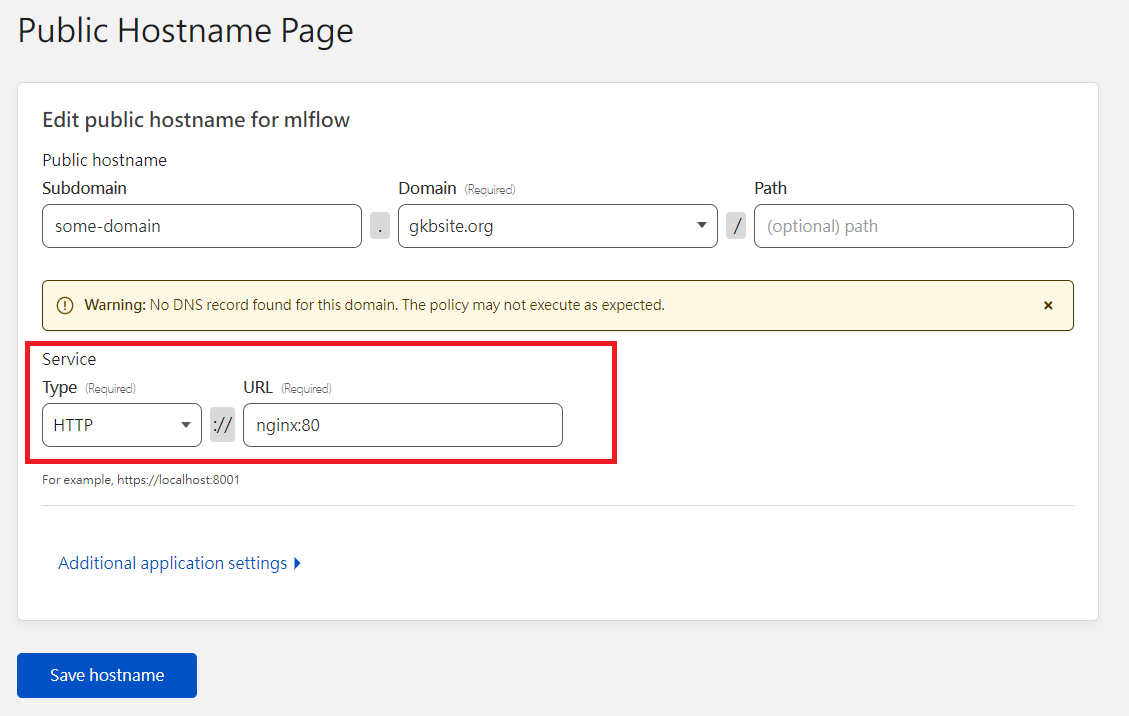 Public Hostname Page
Edit public hostname for mlflow
Public hostname
Subdomain Domain (Required) Path
some-domain . gkbsite.org / (optional) path
Warning: No DNS record found for this domain. The policy may not execute as expected. ×
Service
Type (Required) URL (Required)
HTTP :// nginx:80
For example, https://localhost:8001
Additional application settings
Save hostname